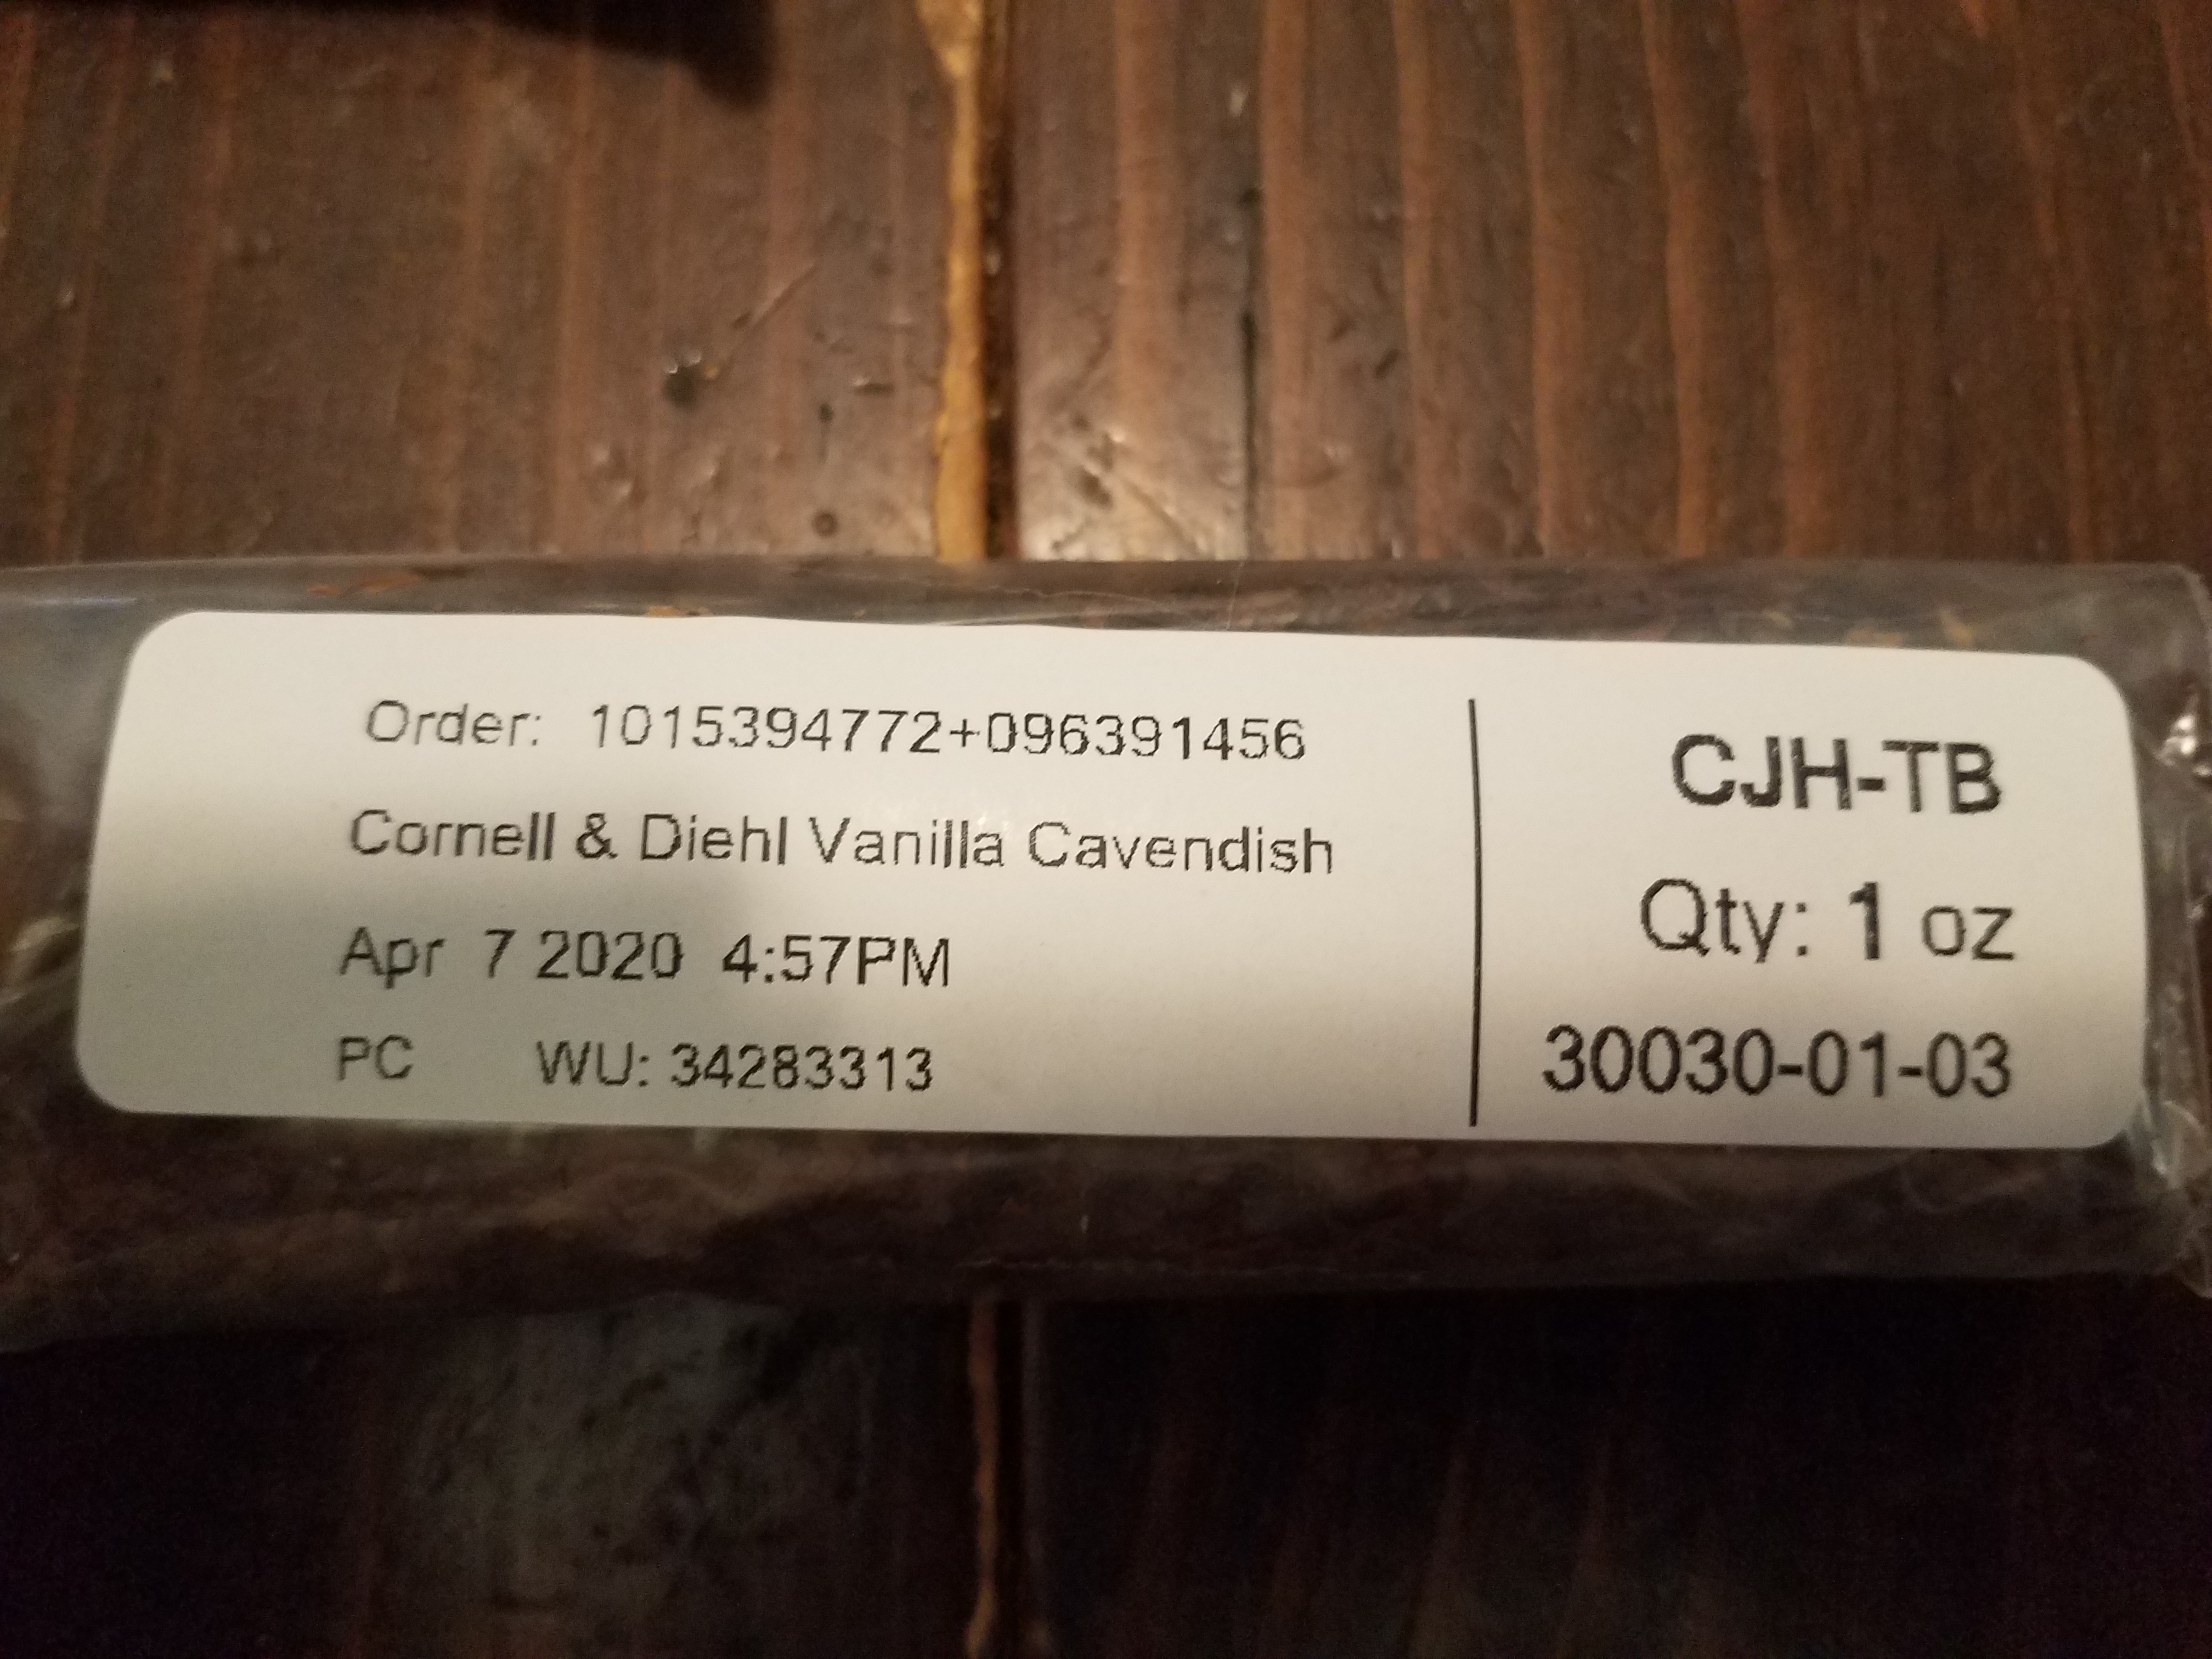 Order: 1015394772+096391456
Cornell & Diehl Vanilla Cavendish
Apr 7 2020 4:57PM
PC WU: 34283313
CJH-TB
Qty: 1 oz
30030-01-03